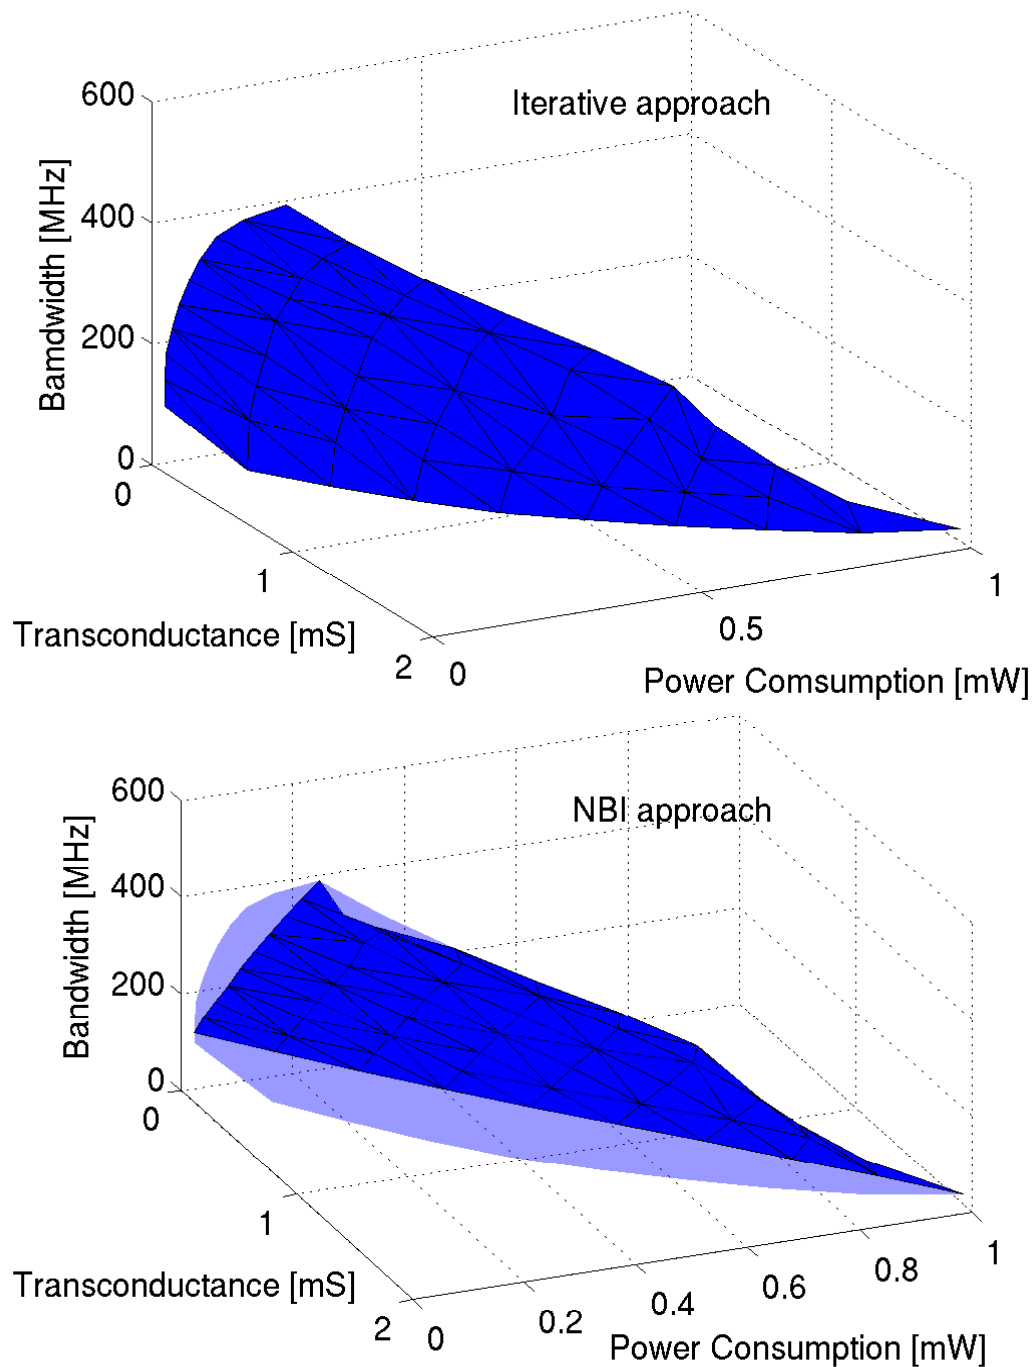 Iterative approach
600
400
200
0
Bamdwidth [MHz]
0
1
2
Transconductance [mS]
0
0.5
1
Power Comsumption [mW]
NBI approach
600
400
200
0
Bandwidth [MHz]
0
1
2
Transconductance [mS]
0
0.2
0.4
0.6
0.8
1
Power Consumption [mW]